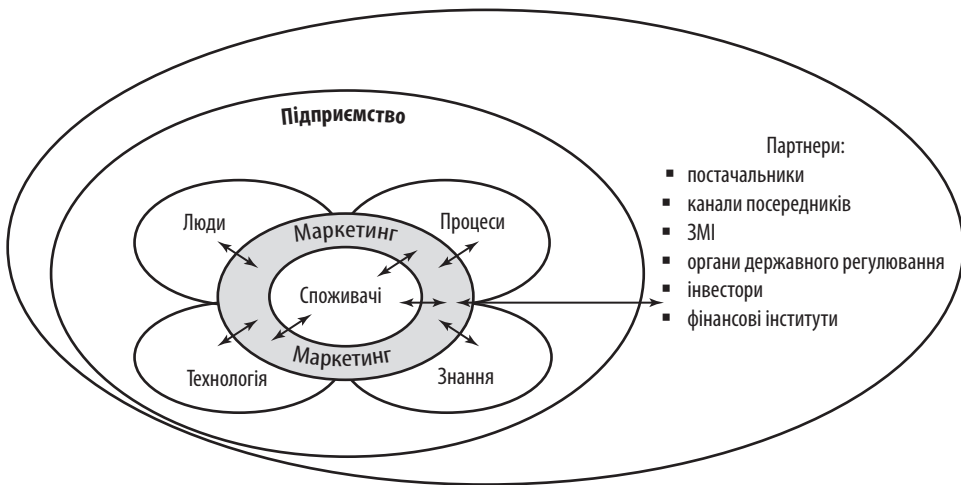 Підприємство
Партнери:
▪ постачальники
▪ канали посередників
▪ ЗМІ
▪ органи державного регулювання
▪ інвестори
▪ фінансові інститути
Люди
Процеси
Маркетинг
Споживачі
Маркетинг
Технологія
Знання